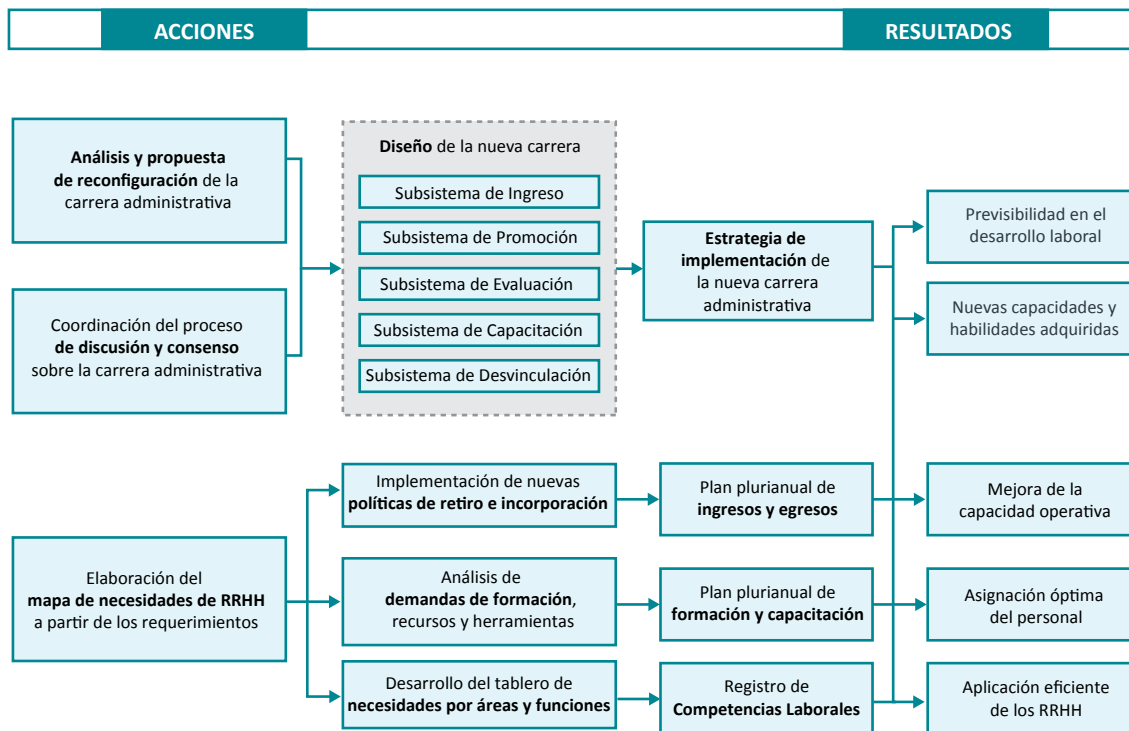 ACCIONES
RESULTADOS
Análisis y propuesta
de reconfiguración de la
carrera administrativa
Coordinación del proceso
de discusión y consenso
sobre la carrera administrativa
Diseño de la nueva carrera
Subsistema de Ingreso
Subsistema de Promoción
Subsistema de Evaluación
Subsistema de Capacitación
Subsistema de Desvinculación
Estrategia de
implementación de
la nueva carrera
administrativa
Previsibilidad en el
desarrollo laboral
Nuevas capacidades y
habilidades adquiridas
Elaboración del
mapa de necesidades de RRHH
a partir de los requerimientos
Implementación de nuevas
políticas de retiro e incorporación
Plan plurianual de
ingresos y egresos
Mejora de la
capacidad operativa
Análisis de
demandas de formación,
recursos y herramientas
Plan plurianual de
formación y capacitación
Asignación óptima
del personal
Desarrollo del tablero de
necesidades por áreas y funciones
Registro de
Competencias Laborales
Aplicación eficiente
de los RRHH